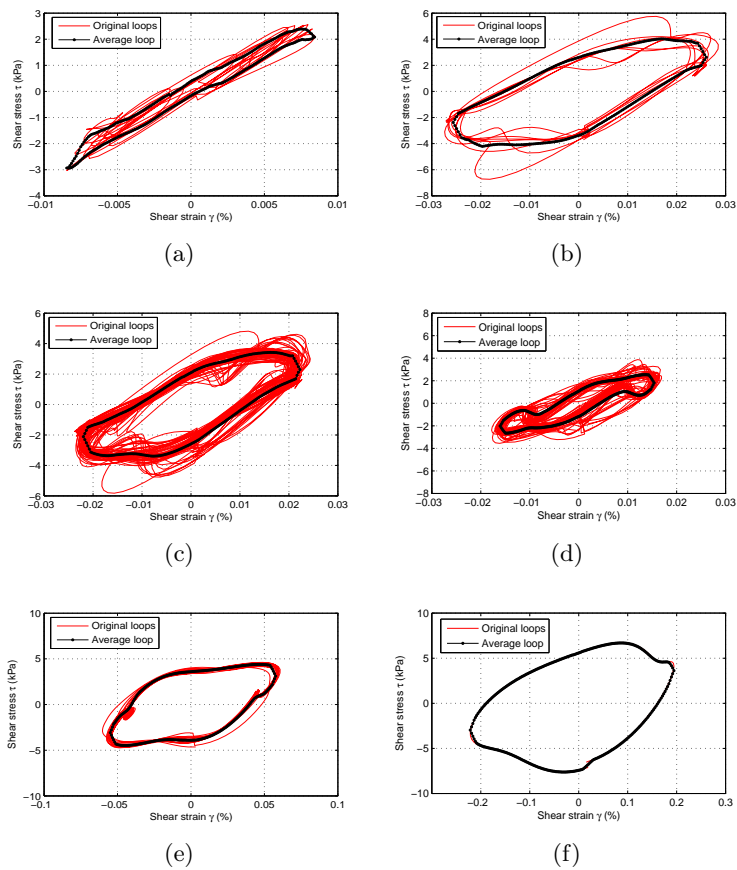 3
2
1
0
−1
−2
−3
−4
Shear stress τ (kPa)
Original loops
Average loop
−0.01 −0.005 0 0.005 0.01
Shear strain γ (%)
(a)
6
4
2
0
−2
−4
−6
−8
Shear stress τ (kPa)
Original loops
Average loop
−0.03 −0.02 −0.01 0 0.01 0.02 0.03
Shear strain γ (%)
(b)
6
4
2
0
−2
−4
−6
Shear stress τ (kPa)
Original loops
Average loop
−0.03 −0.02 −0.01 0 0.01 0.02 0.03
Shear strain γ (%)
(c)
8
6
4
2
0
−2
−4
−6
−8
Shear stress τ (kPa)
Original loops
Average loop
−0.03 −0.02 −0.01 0 0.01 0.02 0.03
Shear strain γ (%)
(d)
10
5
0
−5
−10
Shear stress τ (kPa)
Original loops
Average loop
−0.1 −0.05 0 0.05 0.1
Shear strain γ (%)
(e)
10
5
0
−5
−10
Shear stress τ (kPa)
Original loops
Average loop
−0.2 −0.1 0 0.1 0.2 0.3
Shear strain γ (%)
(f)